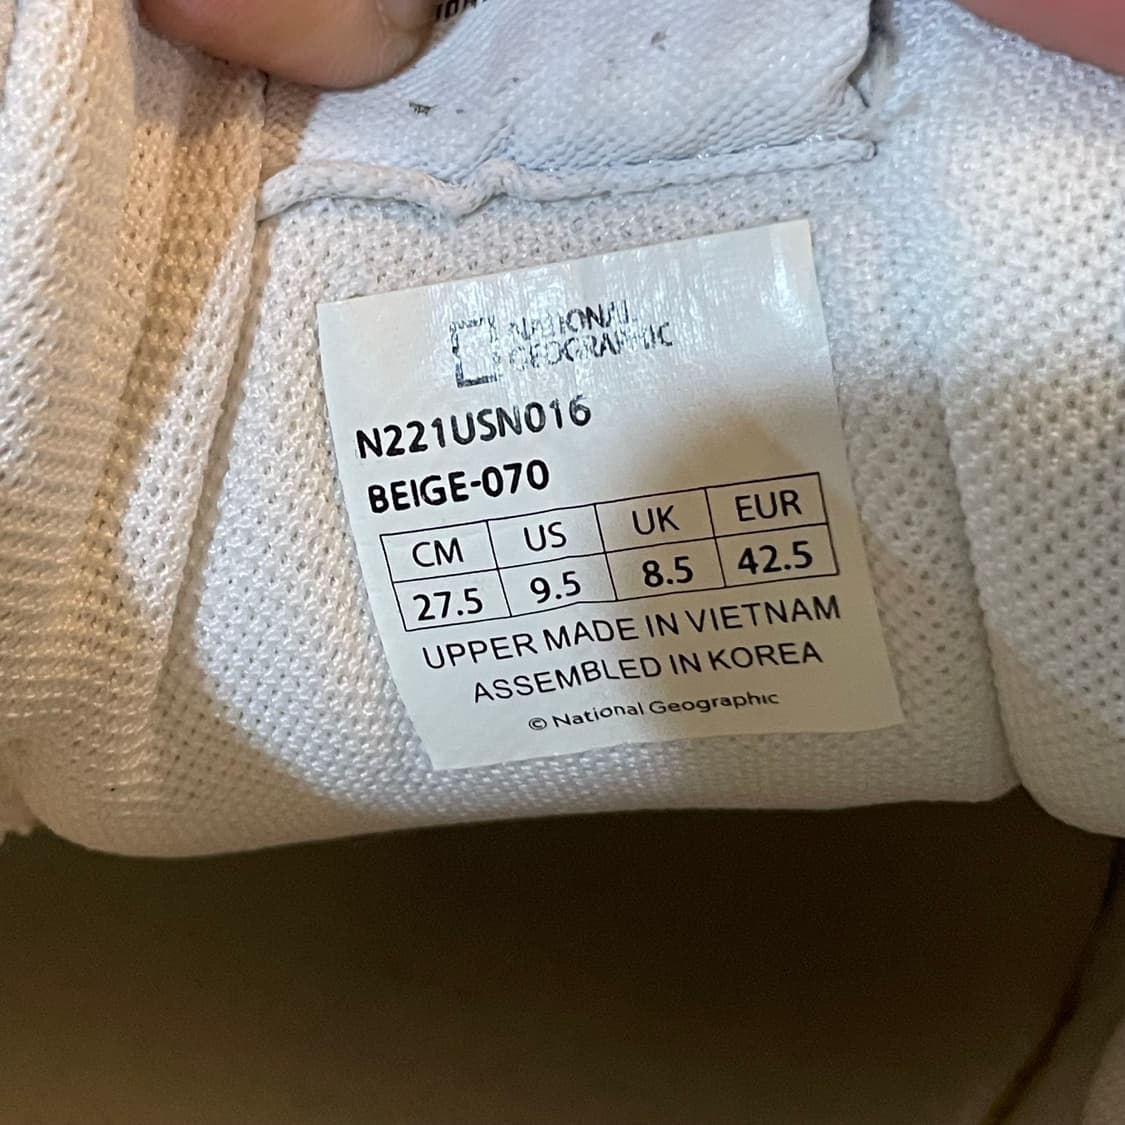 NATIONAL
GEOGRAPHIC
N221USN016
BEIGE-070
CM US UK EUR
27.5 9.5 8.5 42.5
UPPER MADE IN VIETNAM
ASSEMBLED IN KOREA
© National Geographic